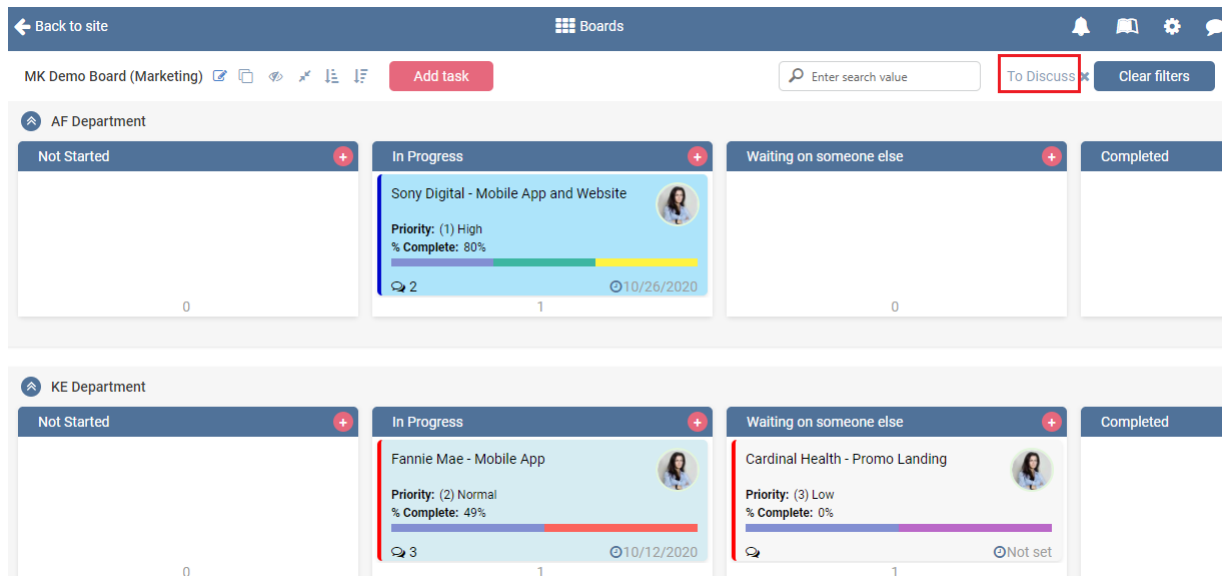 Back to site
Boards
MK Demo Board (Marketing)
Add task
Enter search value
To Discuss
Clear filters
AF Department
Not Started
In Progress
Waiting on someone else
Completed
Sony Digital - Mobile App and Website
Priority: (1) High
% Complete: 80%
2
10/26/2020
0
1
0
KE Department
Not Started
In Progress
Waiting on someone else
Completed
Fannie Mae - Mobile App
Cardinal Health - Promo Landing
Priority: (2) Normal
Priority: (3) Low
% Complete: 49%
% Complete: 0%
3
10/12/2020
Not set
0
1
1